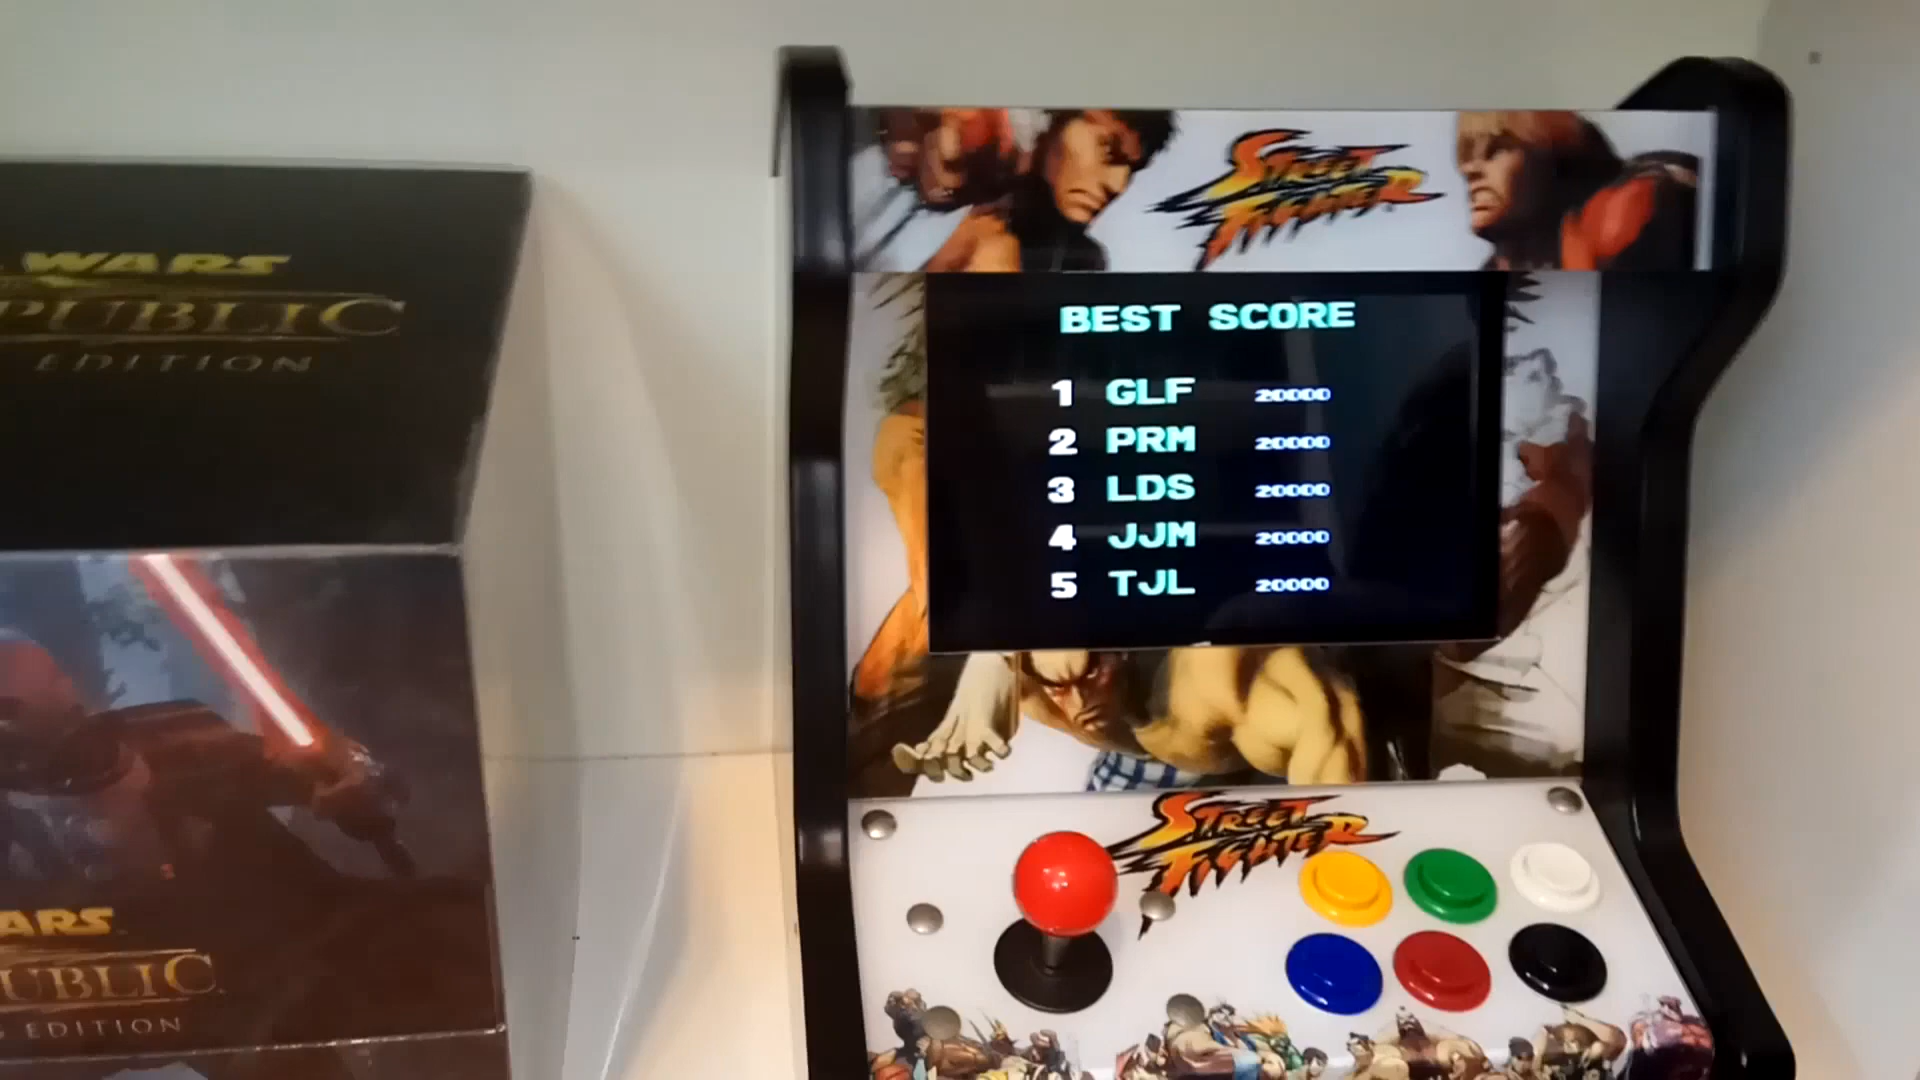 WARS
PUBLIC
EDITION
ARS
UBLIC
S EDITION
STREET
FIGHTER
BEST SCORE
1 GLF 20000
2 PRM 20000
3 LDS 20000
4 JJM 20000
5 TJL 20000
STREET
FIGHTER